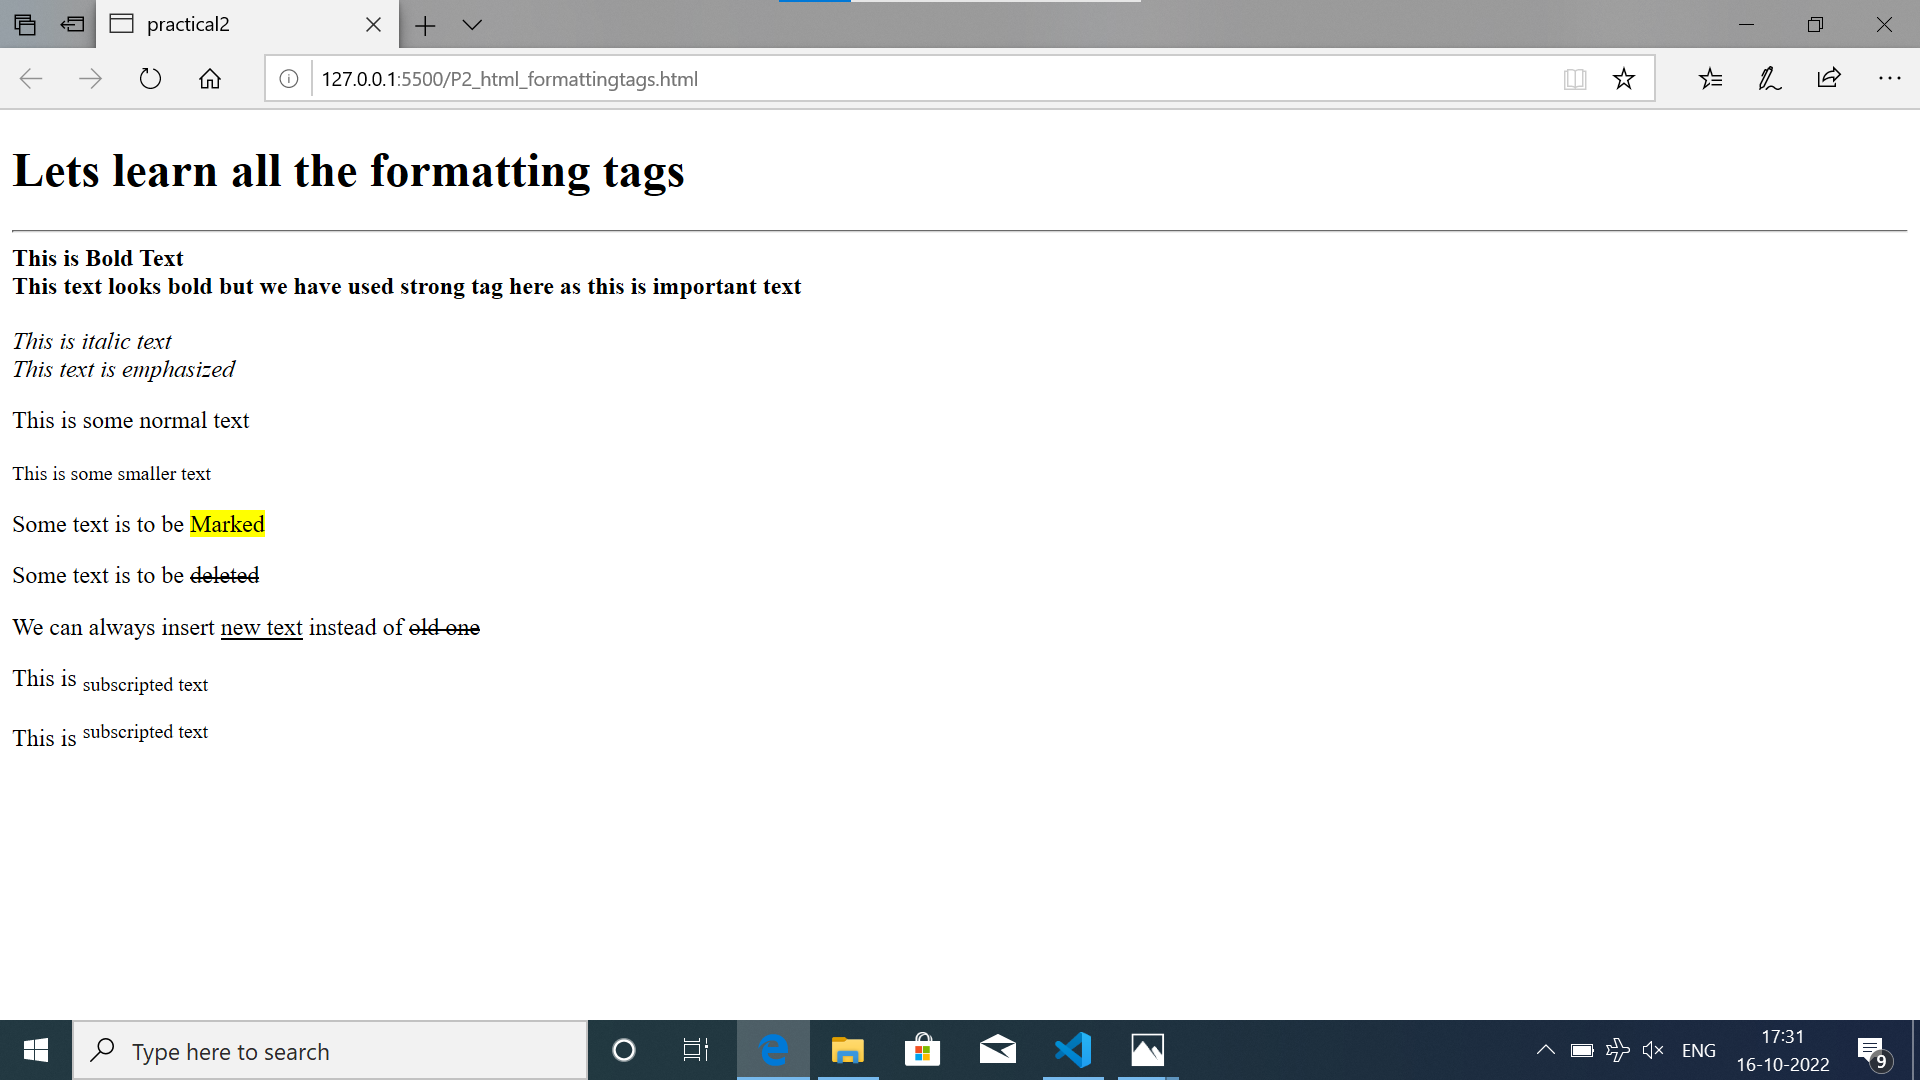 practical2
127.0.0.1:5500/P2_html_formattingtags.html
Lets learn all the formatting tags
This is Bold Text
This text looks bold but we have used strong tag here as this is important text
This is italic text
This text is emphasized
This is some normal text
This is some smaller text
Some text is to be Marked
Some text is to be deleted
We can always insert new text instead of old one
This is subscripted text
This is subscripted text
Type here to search
ENG
17:31
16-10-2022
9